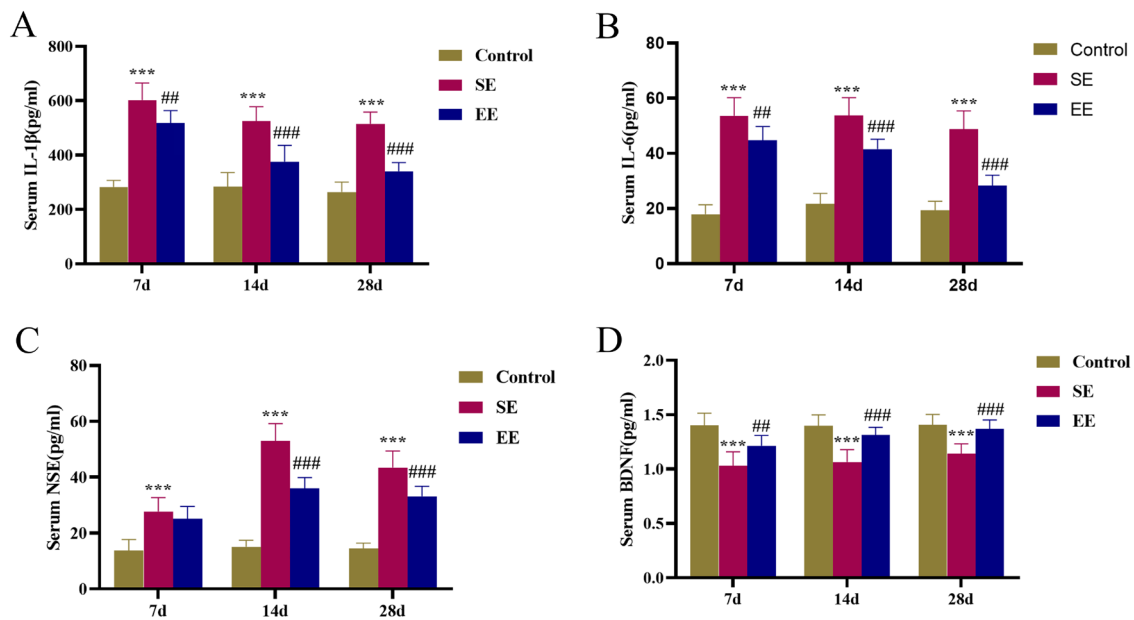 A
Serum IL-1β(pg/ml)
800
600
400
200
0
***
##
***
###
***
###
7d
14d
28d
Control
SE
EE
B
Serum IL-6(pg/ml)
80
60
40
20
0
***
##
***
###
***
###
7d
14d
28d
Control
SE
EE
C
Serum NSE(pg/ml)
80
60
40
20
0
***
***
###
***
###
7d
14d
28d
Control
SE
EE
D
Serum BDNF(pg/ml)
2.0
1.5
1.0
0.5
0.0
***
##
***
###
***
###
7d
14d
28d
Control
SE
EE